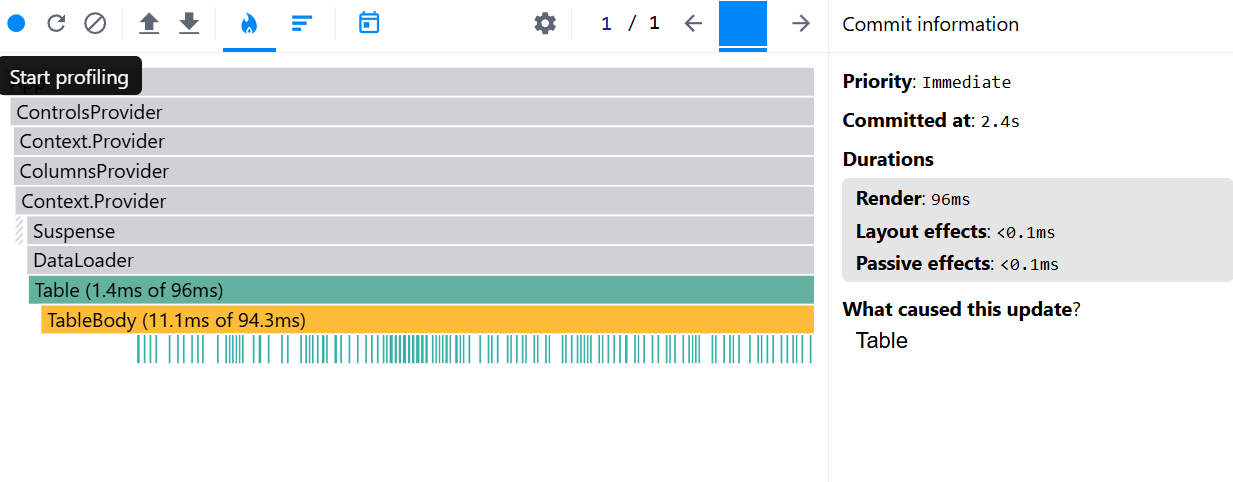 1 / 1
Commit information
Start profiling
ControlsProvider
Context.Provider
ColumnsProvider
Context.Provider
Suspense
DataLoader
Table (1.4ms of 96ms)
TableBody (11.1ms of 94.3ms)
Priority: Immediate
Committed at: 2.4s
Durations
Render: 96ms
Layout effects: <0.1ms
Passive effects: <0.1ms
What caused this update?
Table